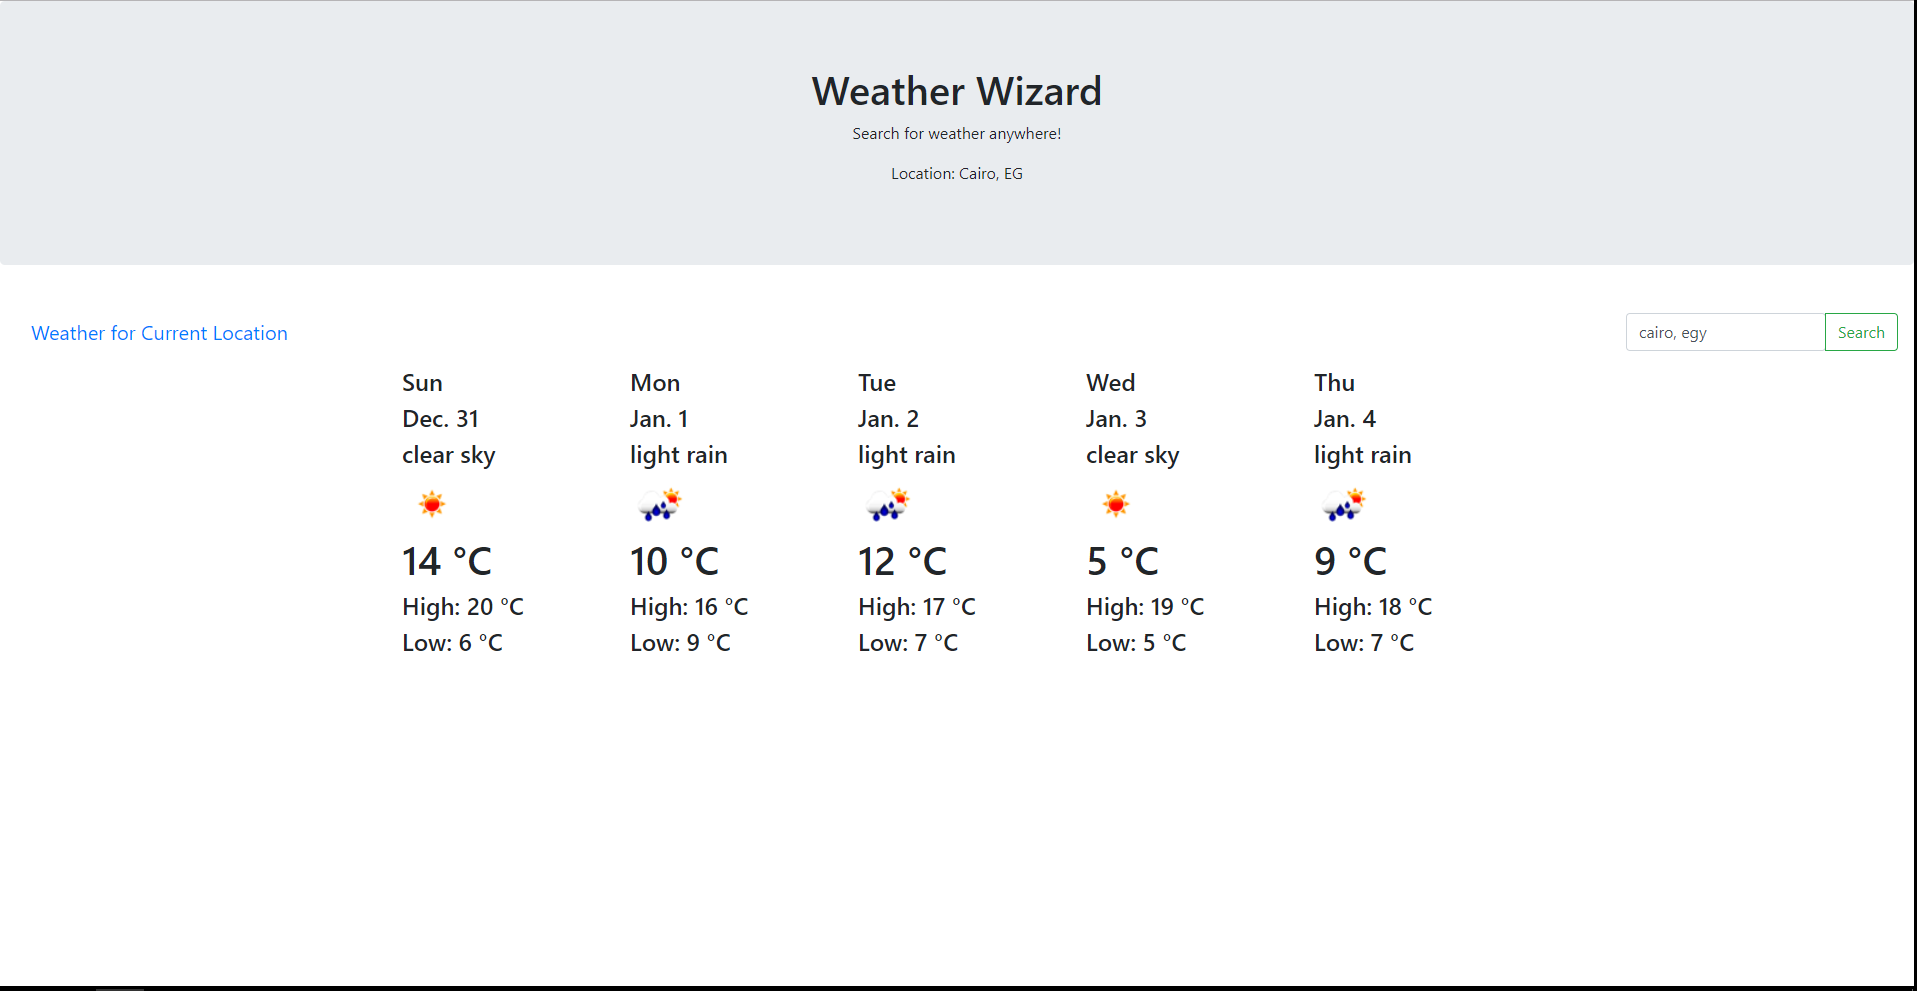 Weather Wizard
Search for weather anywhere!
Location: Cairo, EG
Weather for Current Location
cairo, egy
Search
Sun
Dec. 31
clear sky
14 °C
High: 20 °C
Low: 6 °C
Mon
Jan. 1
light rain
10 °C
High: 16 °C
Low: 9 °C
Tue
Jan. 2
light rain
12 °C
High: 17 °C
Low: 7 °C
Wed
Jan. 3
clear sky
5 °C
High: 19 °C
Low: 5 °C
Thu
Jan. 4
light rain
9 °C
High: 18 °C
Low: 7 °C